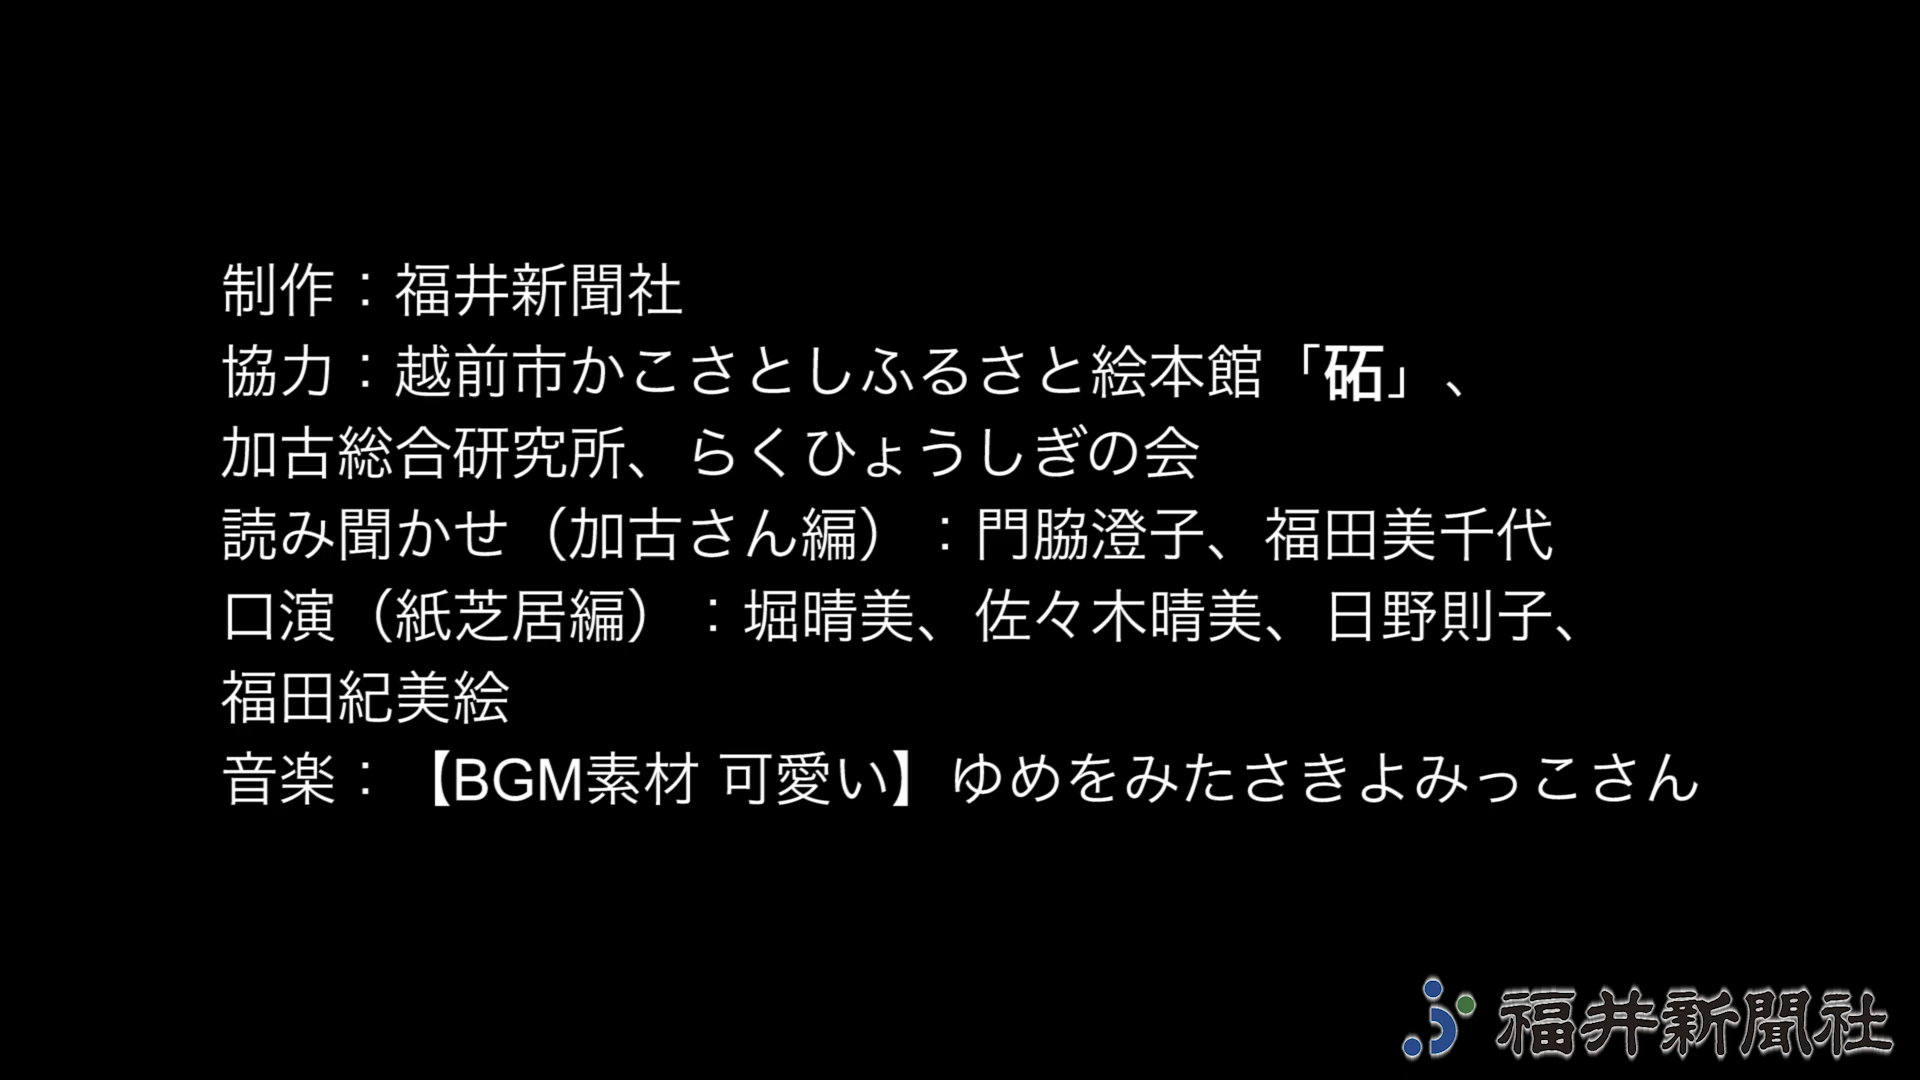 制作：福井新聞社
協力：越前市かこさとしふるさと絵本館「砳」、
加古総合研究所、らくひょうしぎの会
読み聞かせ（加古さん編）：門脇澄子、福田美千代
口演（紙芝居編）：堀晴美、佐々木晴美、日野則子、
福田紀美絵
音楽：【BGM素材 可愛い】ゆめをみたさきよみっこさん
福井新聞社